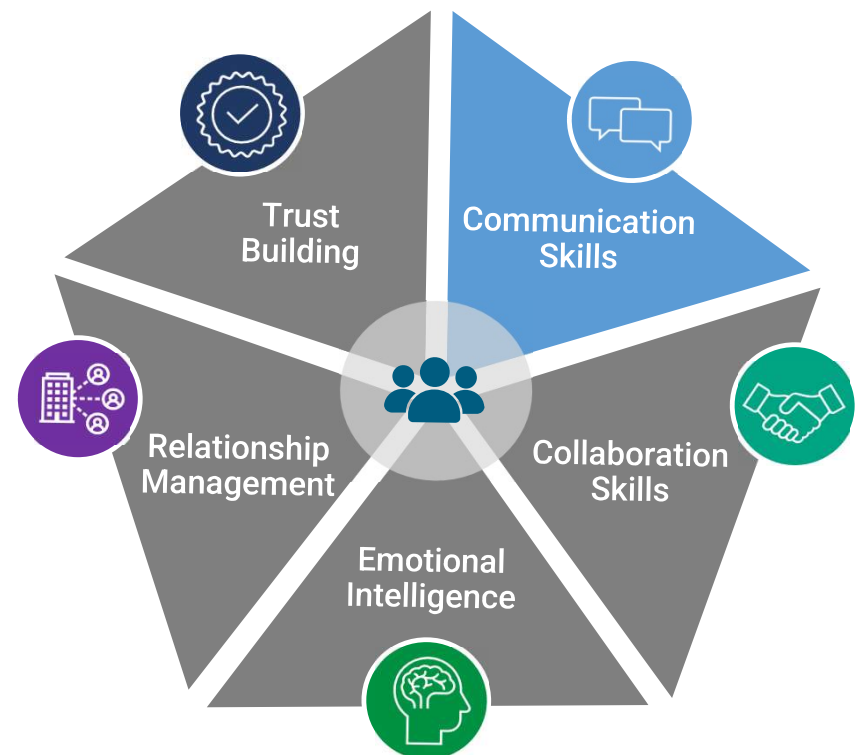 Trust
Building
Communication
Skills
Relationship
Management
Collaboration
Skills
Emotional
Intelligence